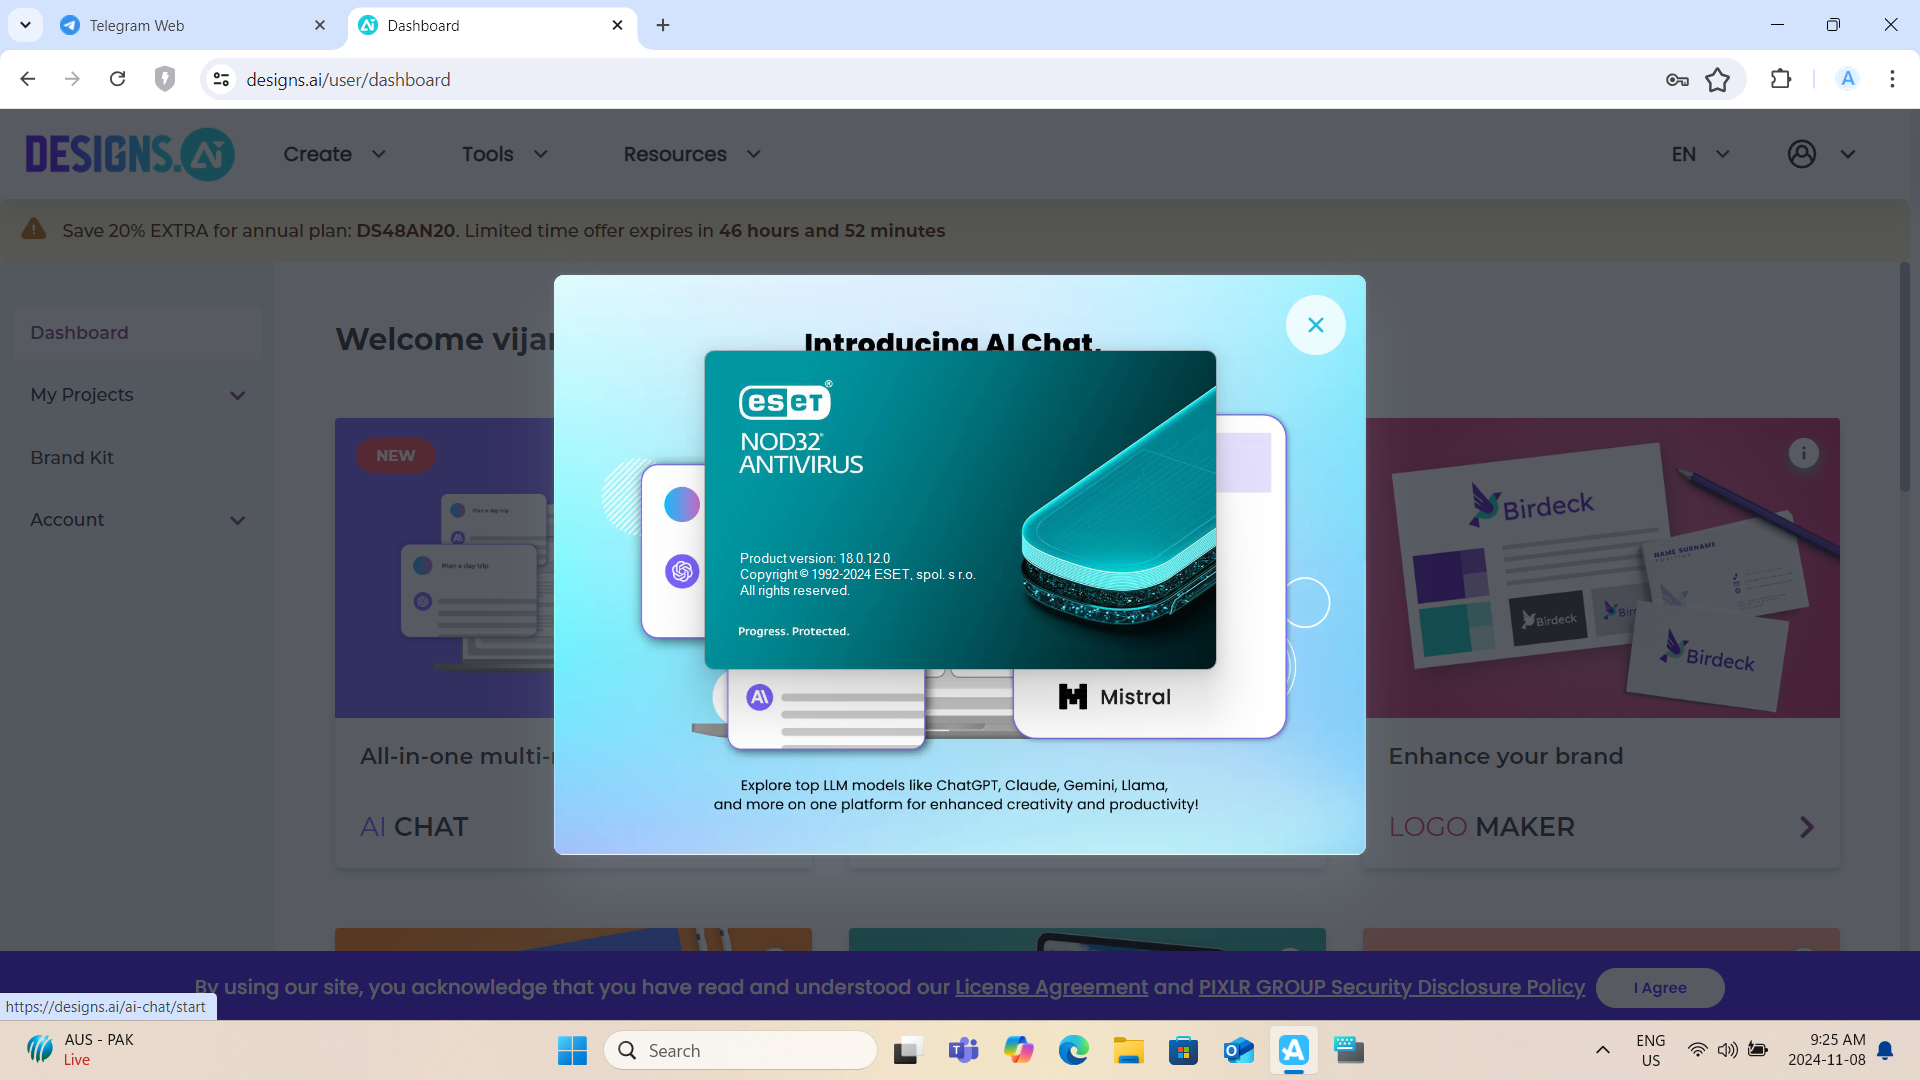 Telegram Web
Dashboard
designs.ai/user/dashboard
A
DESIGNS.Ai
Create
Tools
Resources
EN
Save 20% EXTRA for annual plan: DS48AN20. Limited time offer expires in 46 hours and 52 minutes
Dashboard
My Projects
Brand Kit
Account
Welcome vijan
Introducing AI Chat,
NEW
Plan a day trip
Plan a day trip
eseT®
NOD32®
ANTIVIRUS
Product version: 18.0.12.0
Copyright © 1992-2024 ESET, spol. s r.o.
All rights reserved.
Progress. Protected.
AI
Mistral
Explore top LLM models like ChatGPT, Claude, Gemini, Llama,
and more on one platform for enhanced creativity and productivity!
Birdeck
NAME SURNAME
POSITION
Birdeck
Birdeck
All-in-one multi-
AI CHAT
Enhance your brand
LOGO MAKER
By using our site, you acknowledge that you have read and understood our License Agreement and PIXLR GROUP Security Disclosure Policy
I Agree
https://designs.ai/ai-chat/start
AUS - PAK
Live
Search
ENG
US
9:25 AM
2024-11-08